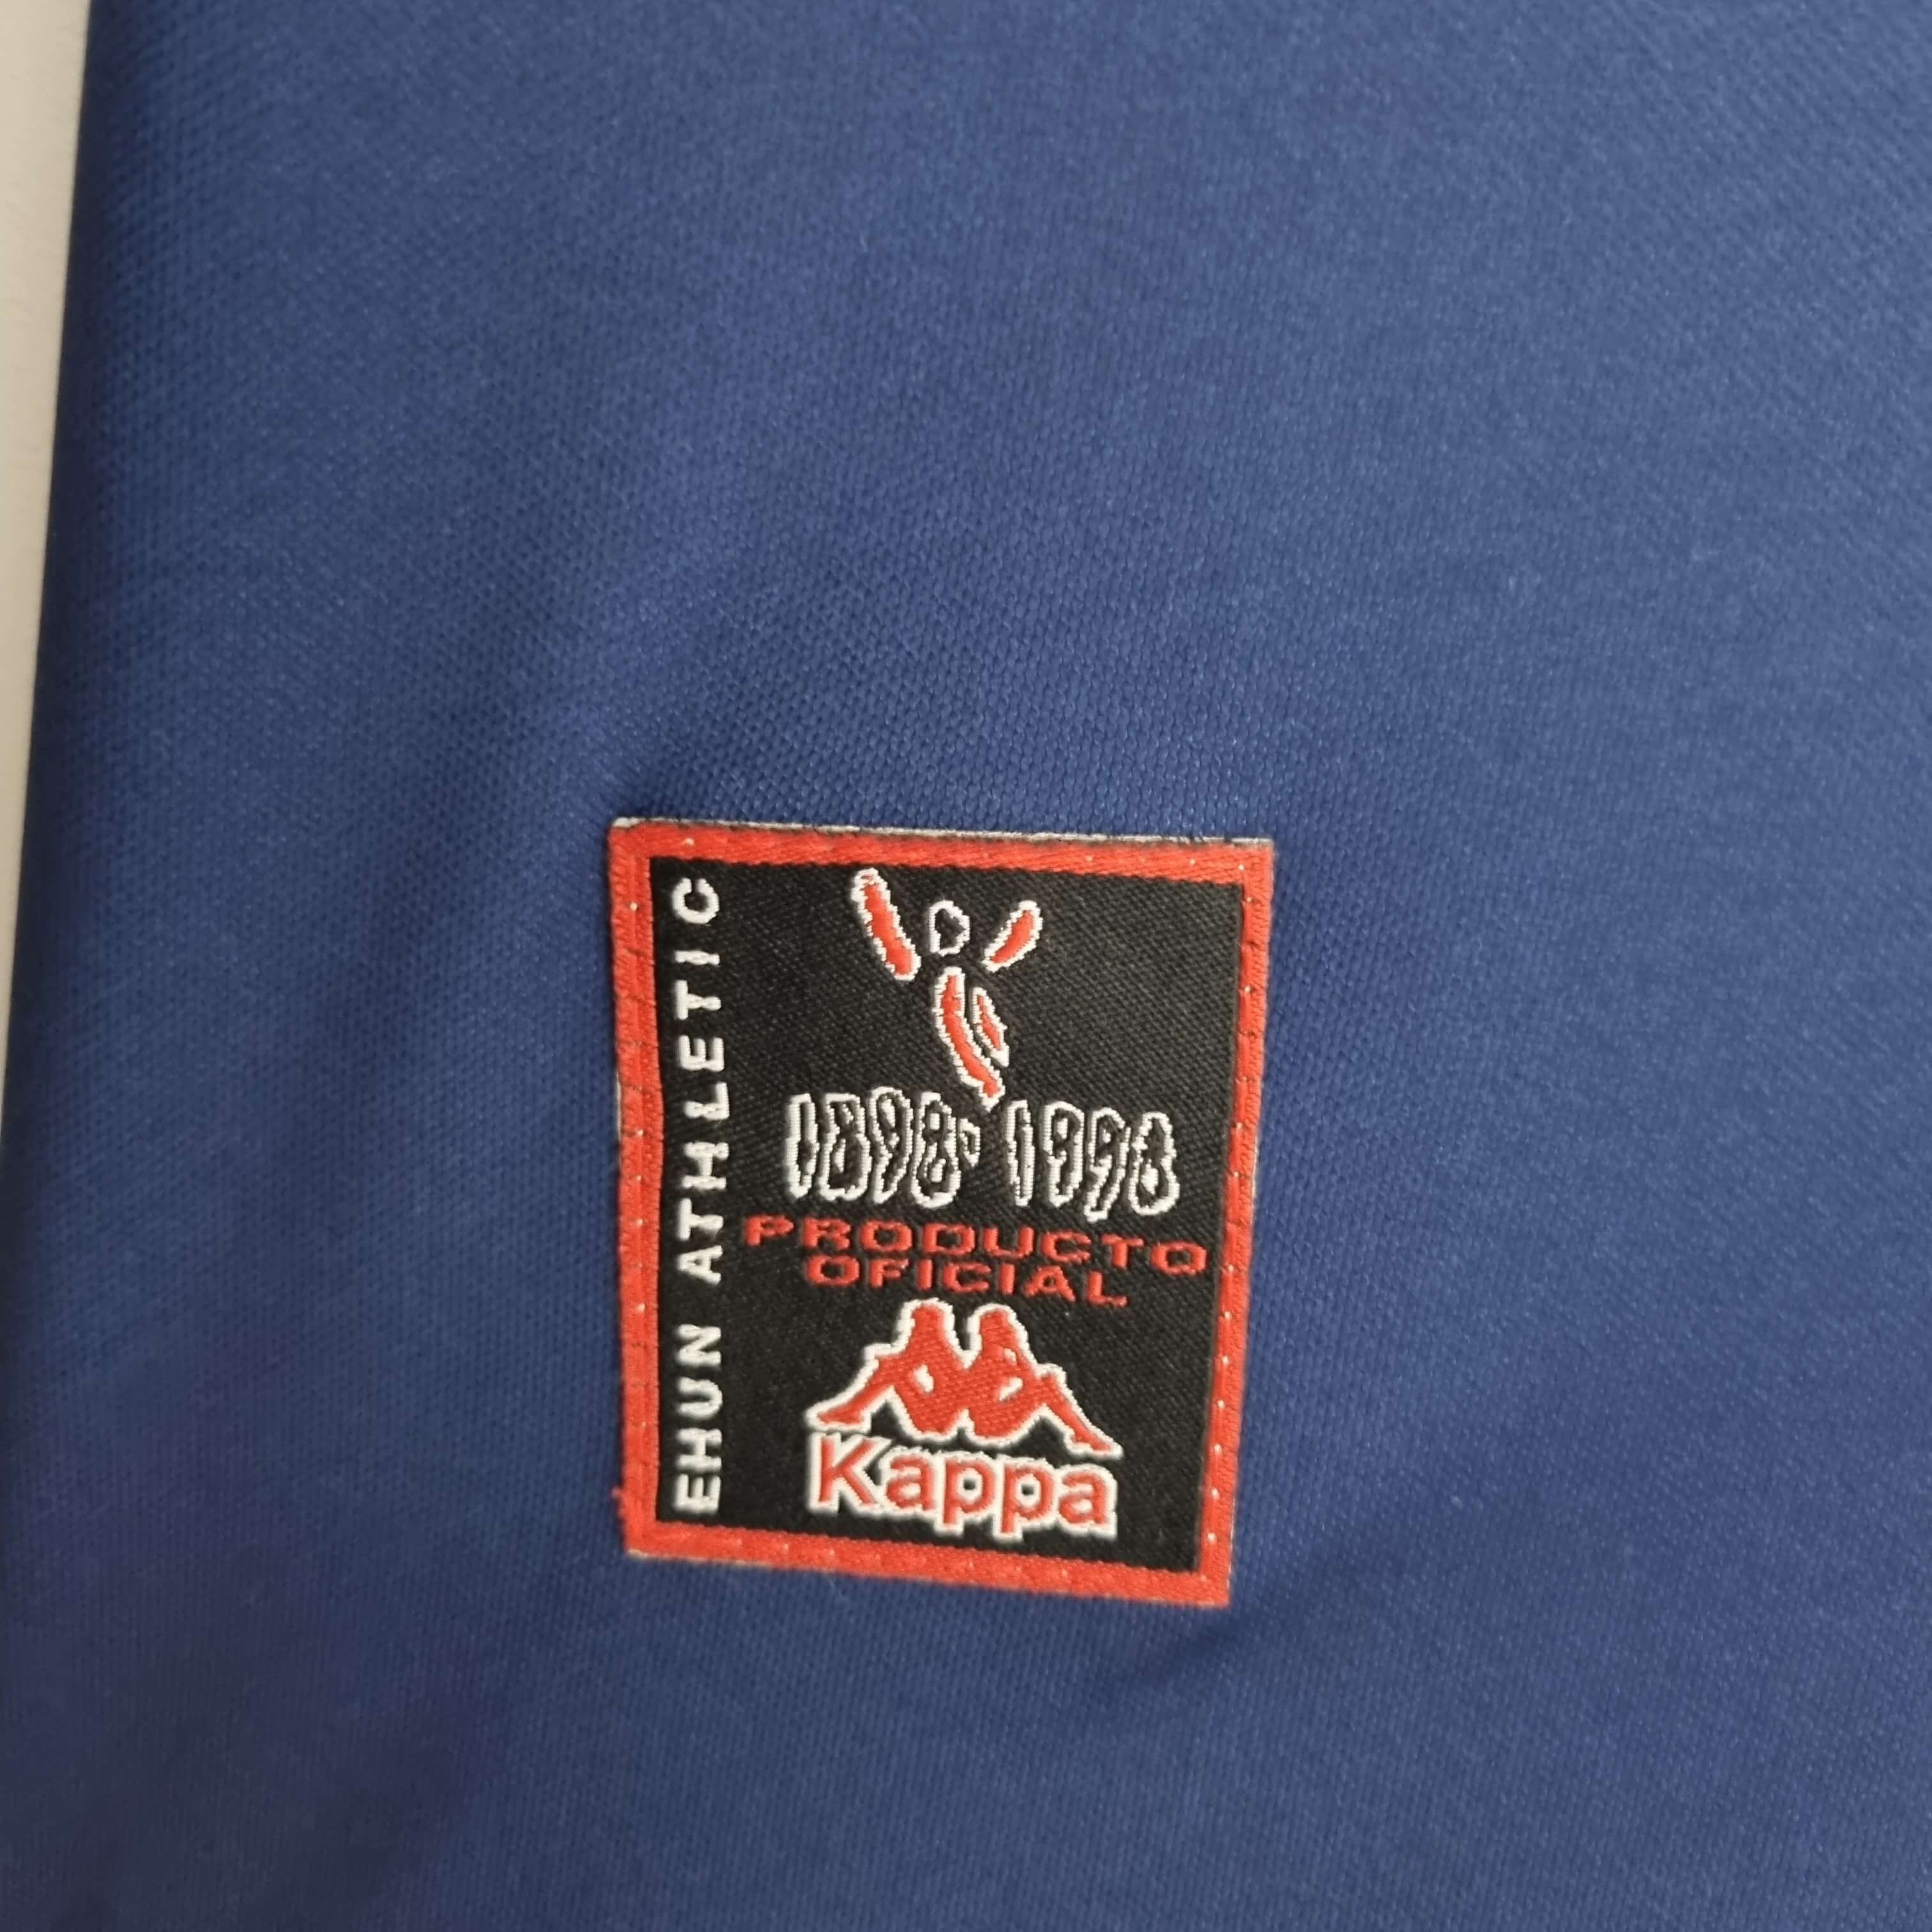 EHUN ATHLETIC
1898 1998
PRODUCTO
OFICIAL
Kappa